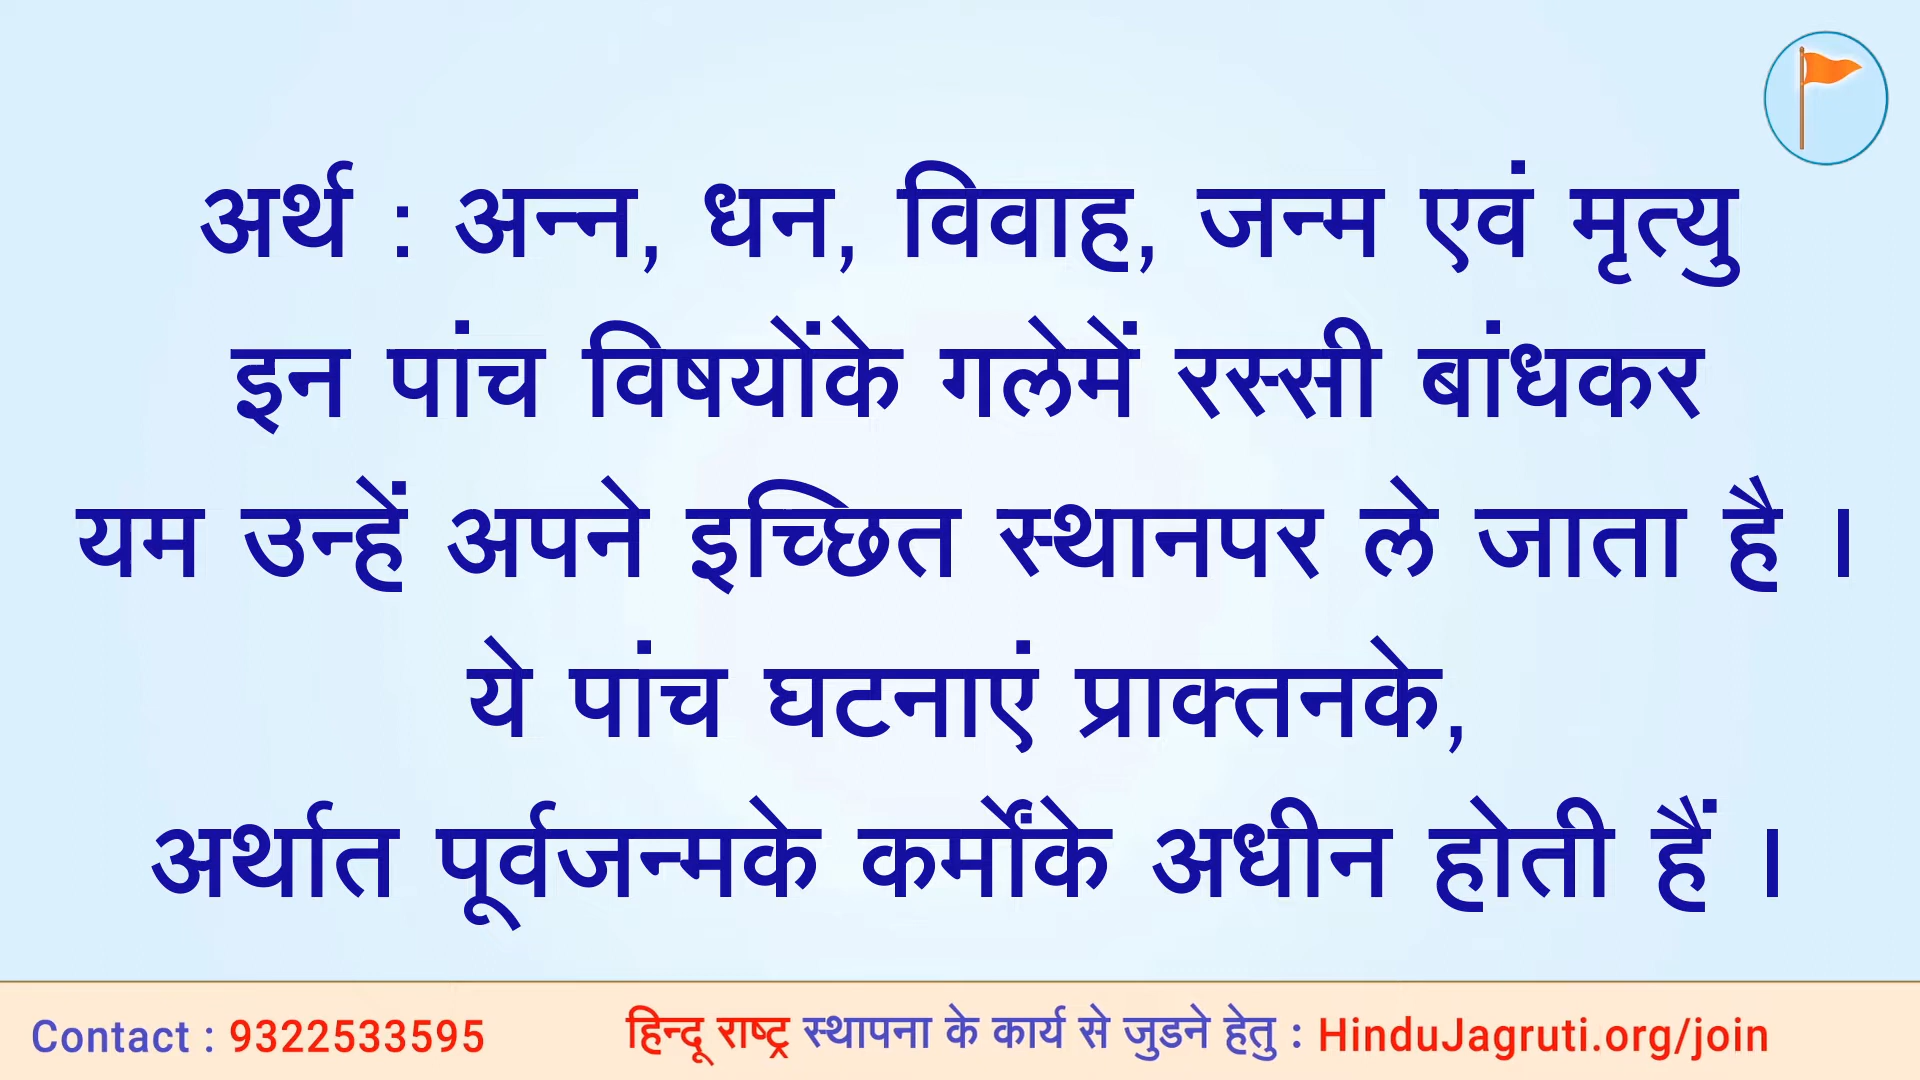 अर्थ : अन्न, धन, विवाह, जन्म एवं मृत्यु
इन पांच विषयोंके गलेमें रस्सी बांधकर
यम उन्हें अपने इच्छित स्थानपर ले जाता है ।
ये पांच घटनाएं प्राक्तनके,
अर्थात पूर्वजन्मके कर्मोंके अधीन होती हैं ।
Contact : 9322533595 हिन्दू राष्ट्र स्थापना के कार्य से जुडने हेतु : HinduJagruti.org/join